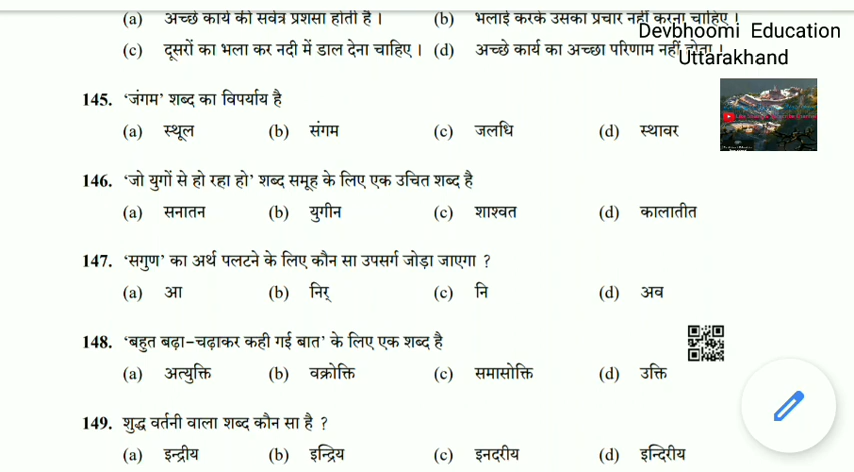 (a) अच्छे कार्य की सर्वत्र प्रशंसा होती है । (b) भलाई करके उसका प्रचार नहीं करना चाहिए ।
Devbhoomi Education
(c) दूसरों का भला कर नदी में डाल देना चाहिए । (d) अच्छे कार्य का अच्छा परिणाम नहीं होता ।
Uttarakhand
145. ‘जंगम’ शब्द का विपर्याय है
(a) स्थूल (b) संगम (c) जलधि (d) स्थावर
146. ‘जो युगों से हो रहा हो’ शब्द समूह के लिए एक उचित शब्द है
(a) सनातन (b) युगीन (c) शाश्वत (d) कालातीत
147. ‘सगुण’ का अर्थ पलटने के लिए कौन सा उपसर्ग जोड़ा जाएगा ?
(a) आ (b) निर् (c) नि (d) अव
148. ‘बहुत बढ़ा-चढ़ाकर कही गई बात’ के लिए एक शब्द है
(a) अत्युक्ति (b) वक्रोक्ति (c) समासोक्ति (d) उक्ति
149. शुद्ध वर्तनी वाला शब्द कौन सा है ?
(a) इन्द्रीय (b) इन्द्रिय (c) इनदरीय (d) इन्दिरीय